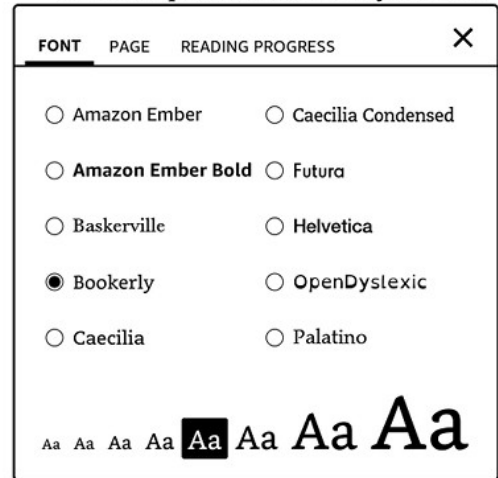 FONT PAGE READING PROGRESS
Amazon Ember Caecilia Condensed
Amazon Ember Bold Futura
Baskerville Helvetica
Bookerly OpenDyslexic
Caecilia Palatino
Aa Aa Aa Aa Aa Aa Aa Aa